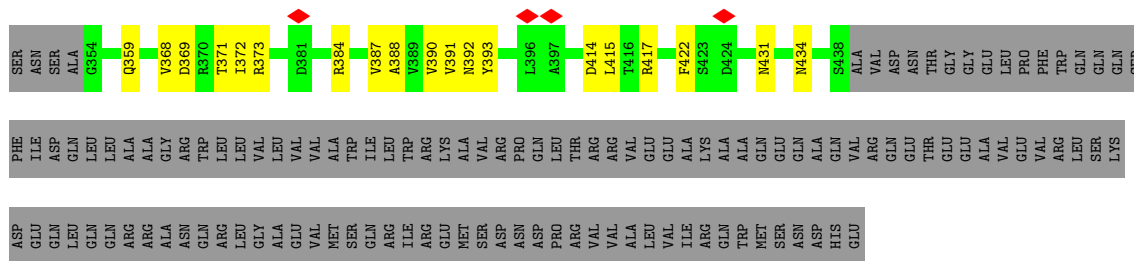 SER ASN SER ALA G354 Q359 V368 D369 R370 T371 I372 R373 D381 R384 V387 A388 V389 V390 V391 N392 Y393 L396 A397 D414 L415 T416 R417 F422 S423 D424 N431 N434 S438 ALA VAL ASP ASN THR GLY GLY GLU LEU PRO PHE TRP GLN GLN GLN SER
PHE ILE ASP GLN LEU LEU ALA ALA GLY ARG TRP LEU LEU VAL LEU VAL VAL ALA TRP ILE LEU TRP ARG LYS ALA VAL ARG PRO GLN LEU THR ARG ARG VAL GLU GLU ALA LYS ALA ALA GLN GLU GLN ALA GLN VAL ARG GLN GLU THR GLU GLU ALA VAL GLU VAL ARG LEU SER LYS
ASP GLU GLN LEU GLN GLN ARG ARG ALA ASN GLN ARG LEU GLY ALA GLU VAL MET SER GLN ARG ILE ARG GLU MET SER ASP ASN ASP PRO ARG VAL VAL ALA LEU VAL ILE ARG GLN TRP MET SER ASN ASP HIS GLU